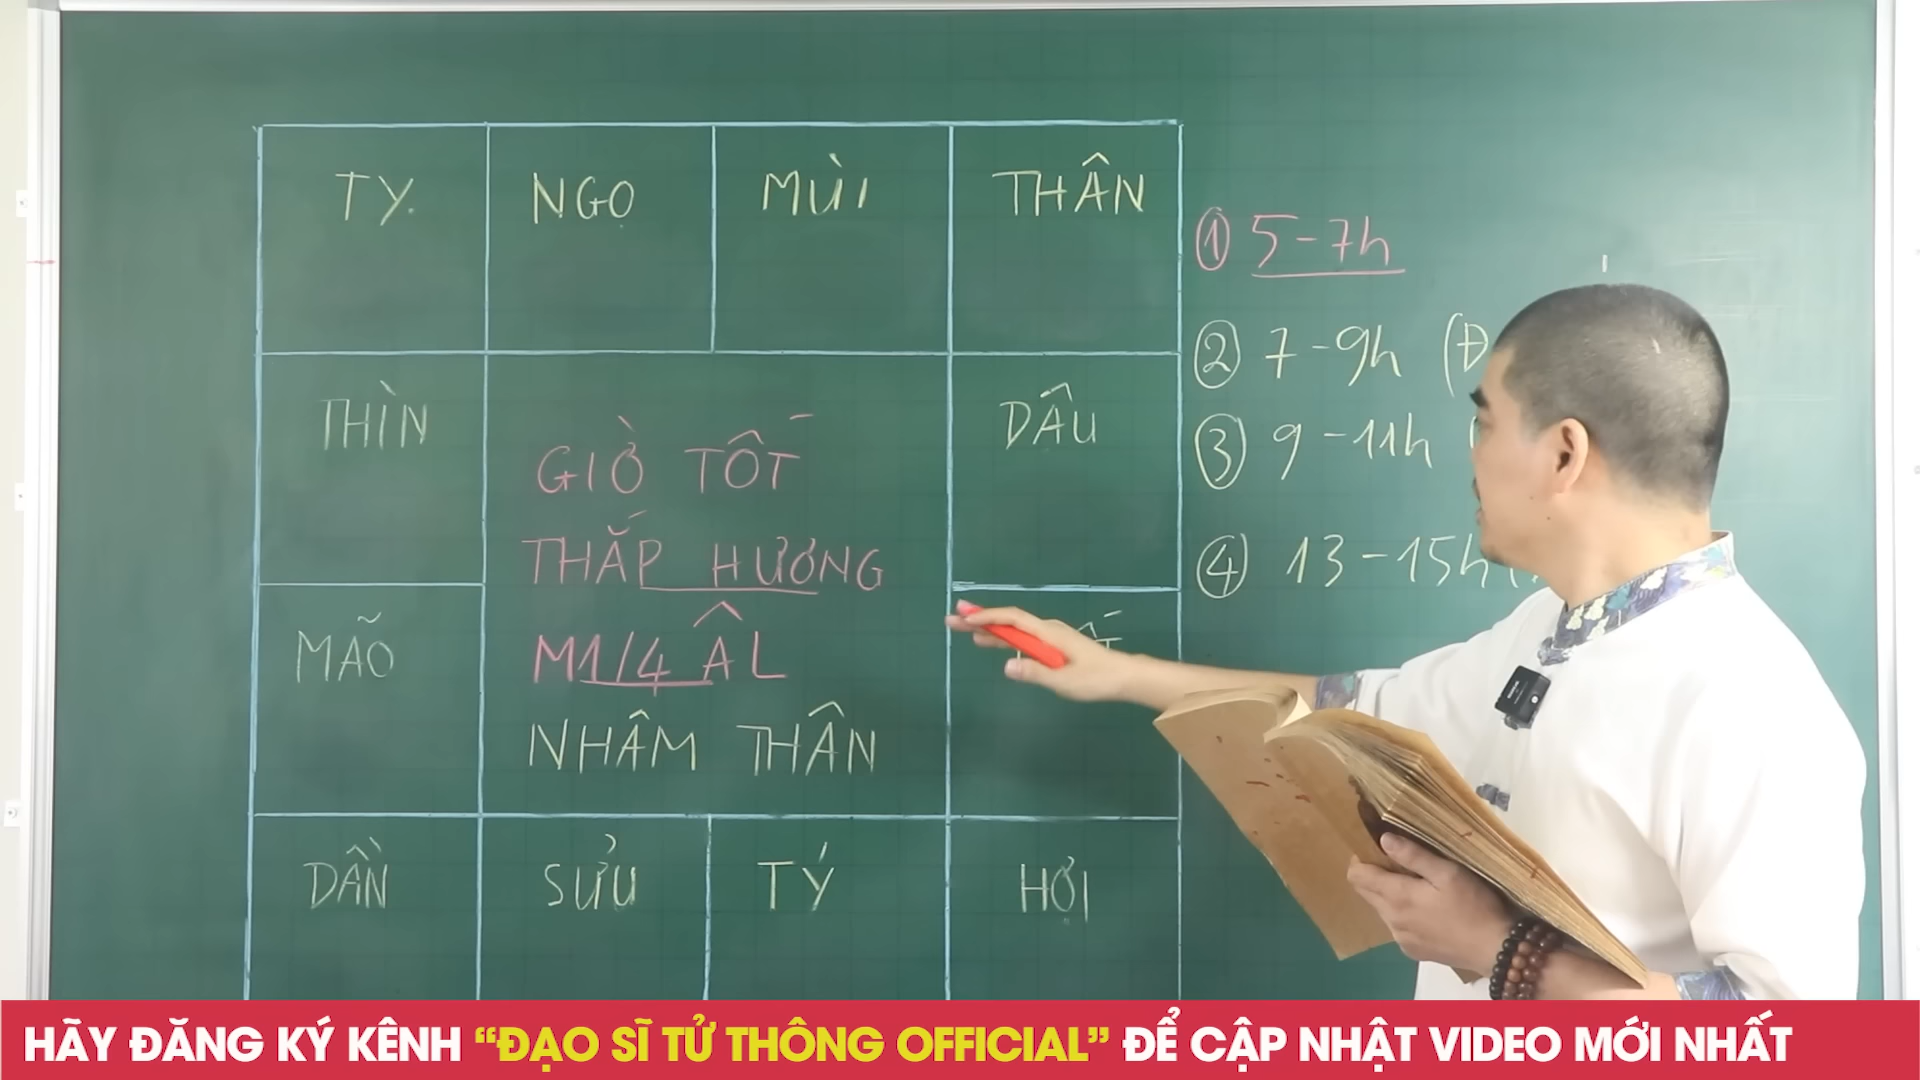 TY. NGỌ MÙI THÂN
THÌN DẬU
MÃO
DẦN SỬU TÝ HỢI
GIỜ TỐT
THẮP HƯƠNG
M1/4 ÂL
NHÂM THÂN
① 5-7h
② 7-9h (Đ
③ 9-11h
④ 13-15h (
HÃY ĐĂNG KÝ KÊNH “ĐẠO SĨ TỬ THÔNG OFFICIAL” ĐỂ CẬP NHẬT VIDEO MỚI NHẤT